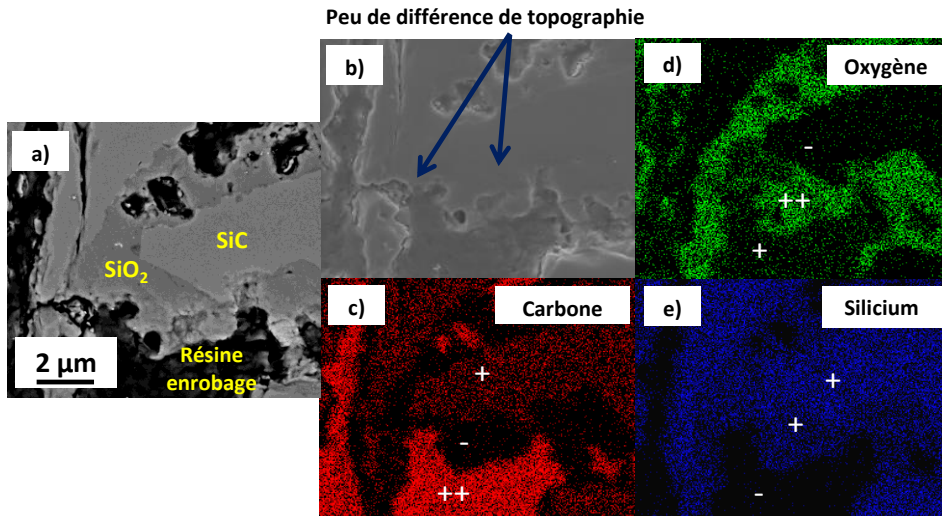 Peu de différence de topographie
a)
SiC
SiO₂
Résine
enrobage
2 µm
b)
d)
Oxygène
-
++
+
c)
Carbone
+
-
++
e)
Silicium
+
+
-